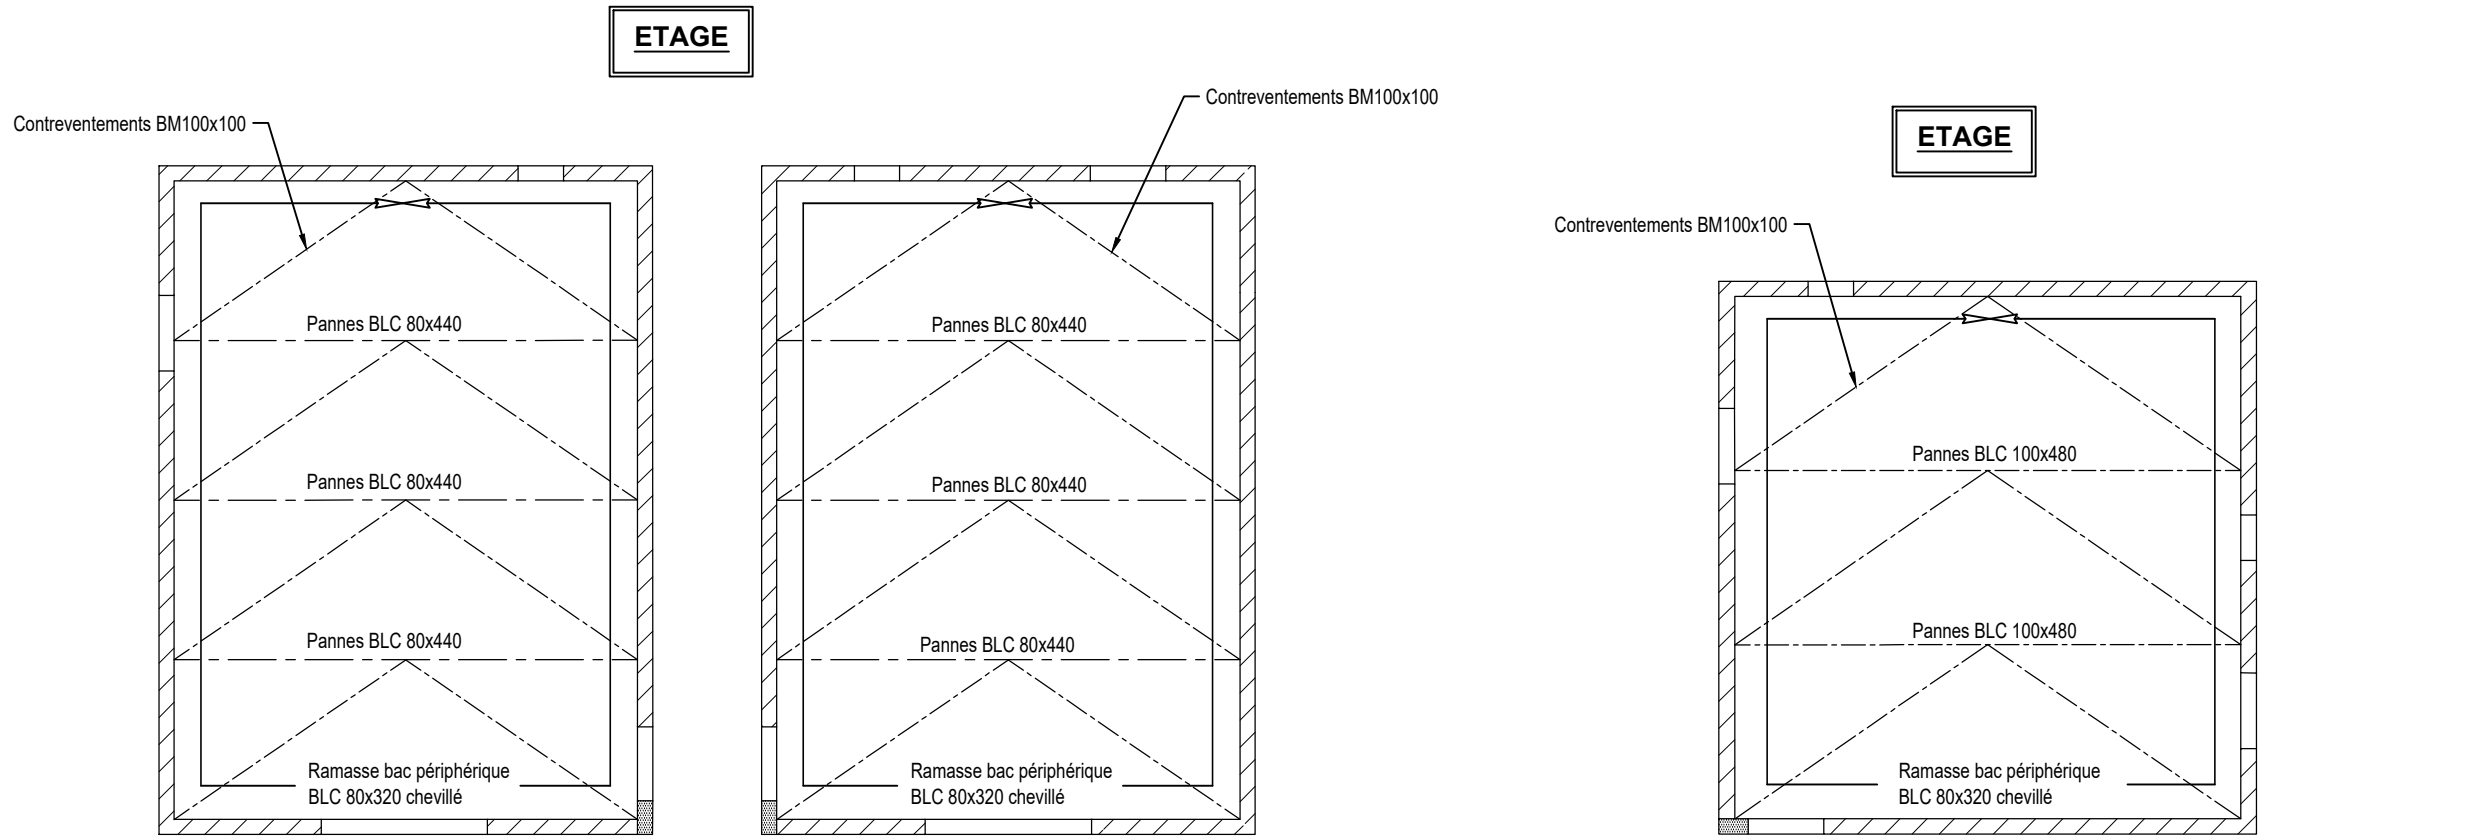 ETAGE
Contreventements BM100x100
Contreventements BM100x100
Pannes BLC 80x440
Pannes BLC 80x440
Pannes BLC 80x440
Ramasse bac périphérique
BLC 80x320 chevillé
Pannes BLC 80x440
Pannes BLC 80x440
Pannes BLC 80x440
Ramasse bac périphérique
BLC 80x320 chevillé
ETAGE
Contreventements BM100x100
Pannes BLC 100x480
Pannes BLC 100x480
Ramasse bac périphérique
BLC 80x320 chevillé